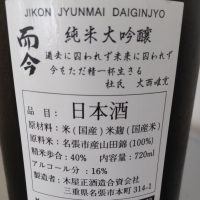 JIKON JYUNMAI DAIGINJYO
而今 純米大吟醸
過去に囚われず未来に囚われず
今をただ精一杯生きる
杜氏 大西唯克
品目：日本酒
原材料：米（国産）米麹（国産米）
原料米：名張市産山田錦（100%）
精米歩合：40% 内容量：720ml
アルコール分：16%
製造者：木屋正酒造合資会社
三重県名張市本町 314-1